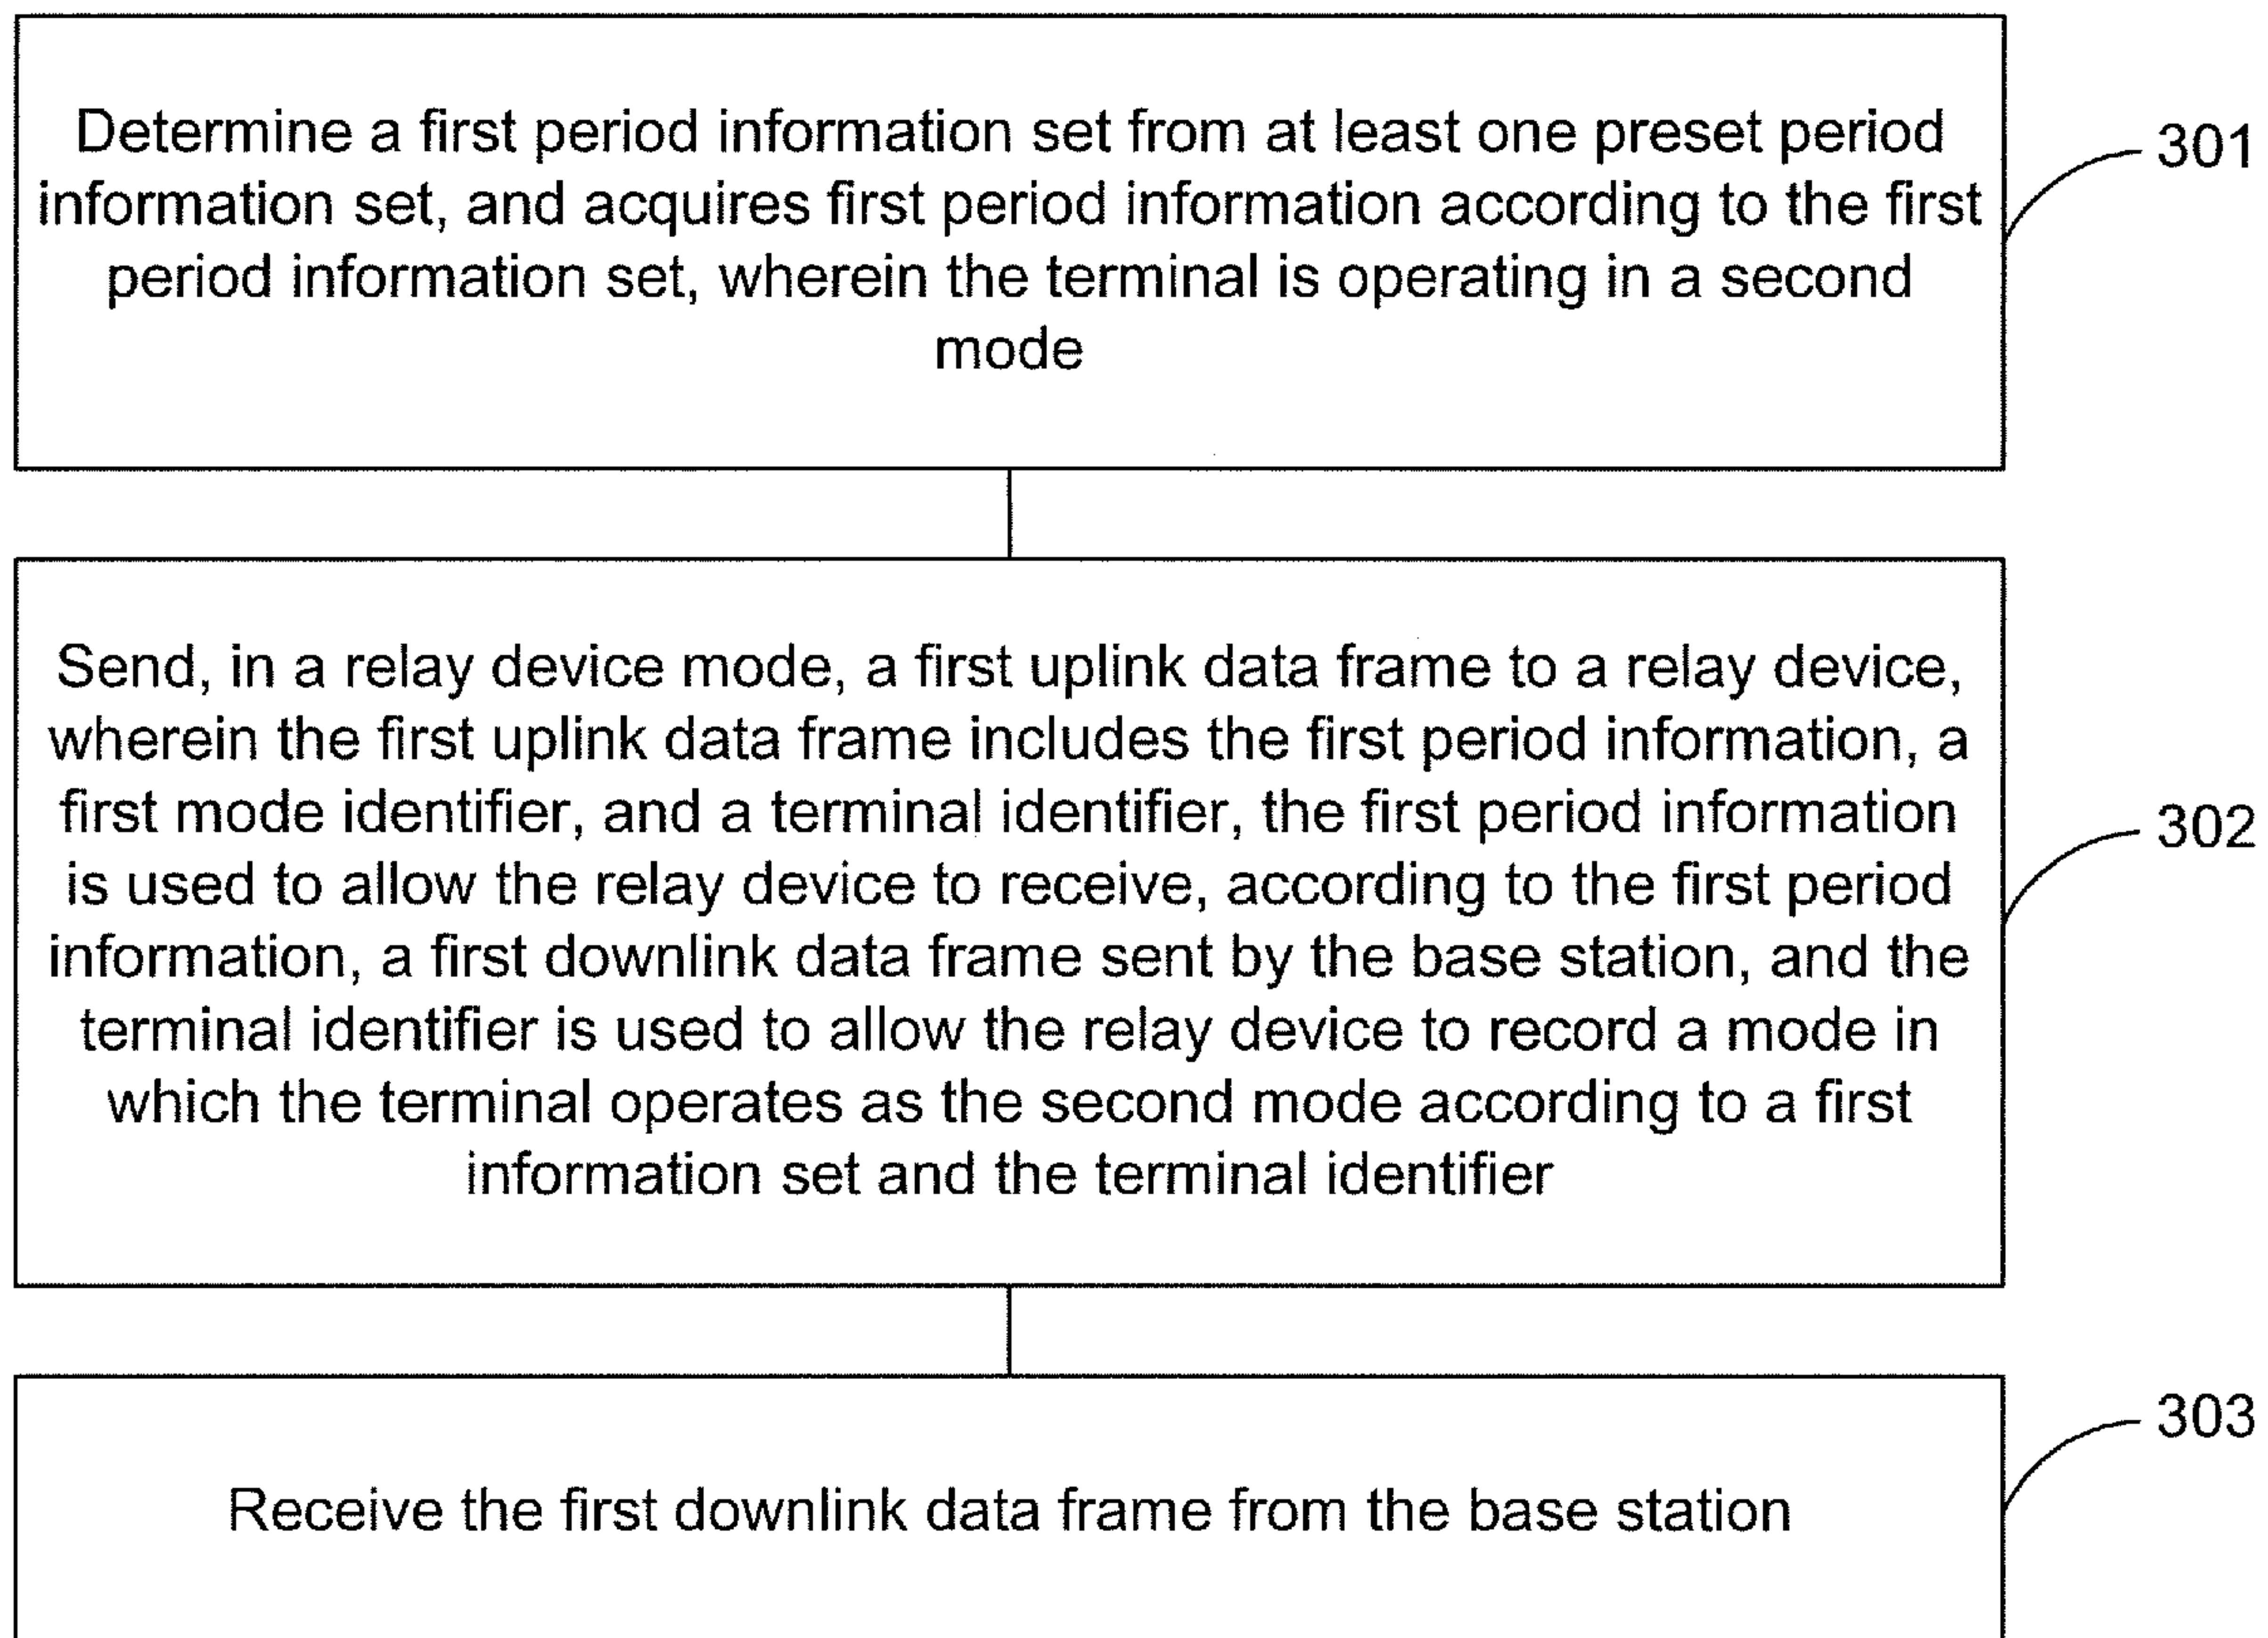 Determine a first period information set from at least one preset period
information set, and acquires first period information according to the first
period information set, wherein the terminal is operating in a second
mode
301
Send, in a relay device mode, a first uplink data frame to a relay device,
wherein the first uplink data frame includes the first period information, a
first mode identifier, and a terminal identifier, the first period information
is used to allow the relay device to receive, according to the first period
information, a first downlink data frame sent by the base station, and the
terminal identifier is used to allow the relay device to record a mode in
which the terminal operates as the second mode according to a first
information set and the terminal identifier
302
Receive the first downlink data frame from the base station
303